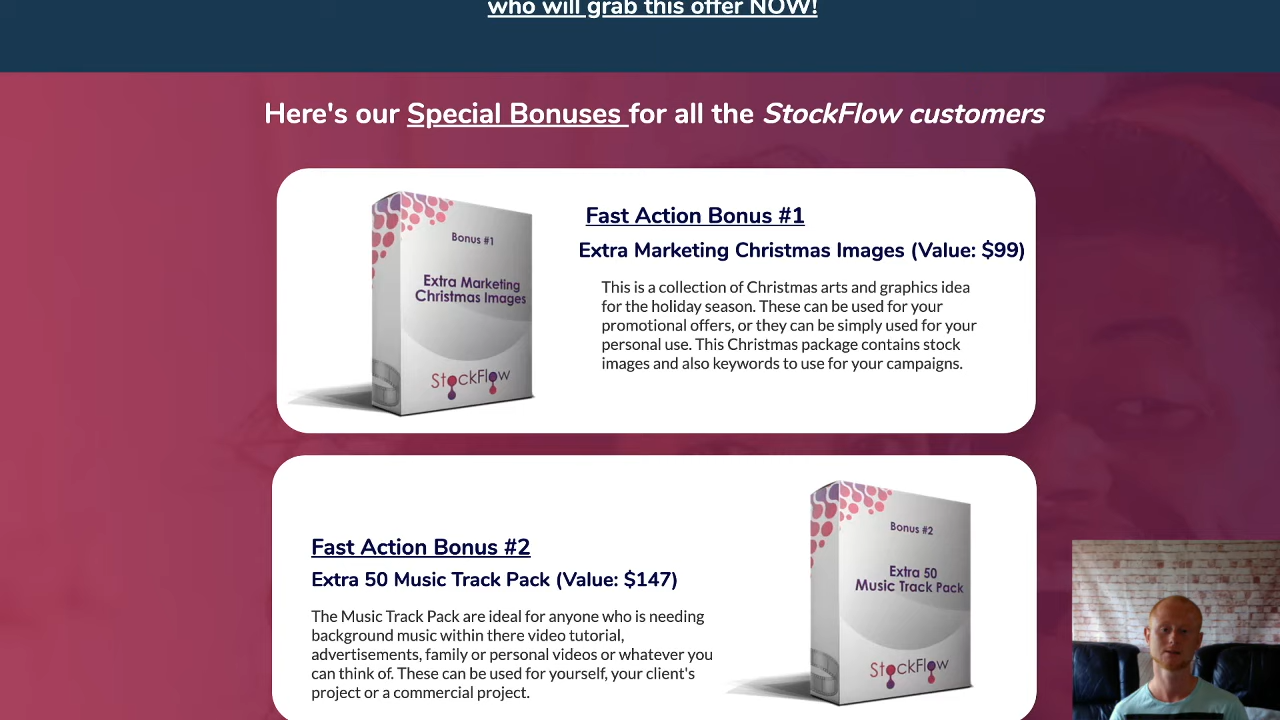 who will grab this offer NOW!
Here's our Special Bonuses for all the StockFlow customers
Bonus #1
Extra Marketing
Christmas Images
StockFlow
Fast Action Bonus #1
Extra Marketing Christmas Images (Value: $99)
This is a collection of Christmas arts and graphics idea
for the holiday season. These can be used for your
promotional offers, or they can be simply used for your
personal use. This Christmas package contains stock
images and also keywords to use for your campaigns.
Fast Action Bonus #2
Extra 50 Music Track Pack (Value: $147)
The Music Track Pack are ideal for anyone who is needing
background music within there video tutorial,
advertisements, family or personal videos or whatever you
can think of. These can be used for yourself, your client's
project or a commercial project.
Bonus #2
Extra 50
Music Track Pack
StockFlow